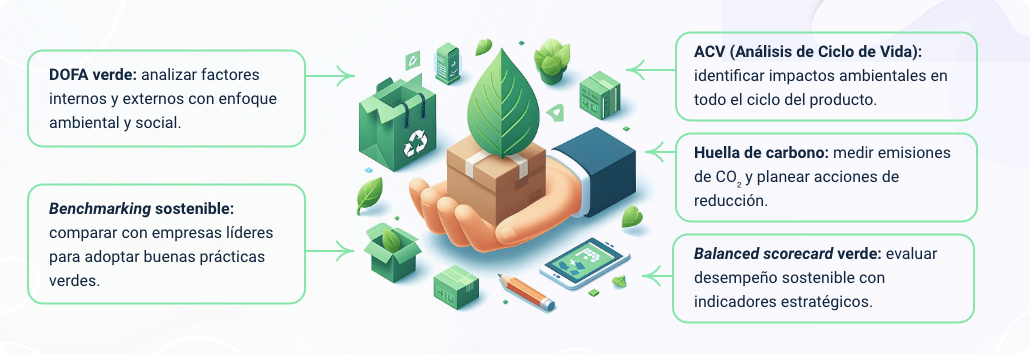 DOFA verde: analizar factores
internos y externos con enfoque
ambiental y social.
Benchmarking sostenible:
comparar con empresas líderes
para adoptar buenas prácticas
verdes.
ACV (Análisis de Ciclo de Vida):
identificar impactos ambientales en
todo el ciclo del producto.
Huella de carbono: medir emisiones
de CO₂ y planear acciones de
reducción.
Balanced scorecard verde: evaluar
desempeño sostenible con
indicadores estratégicos.